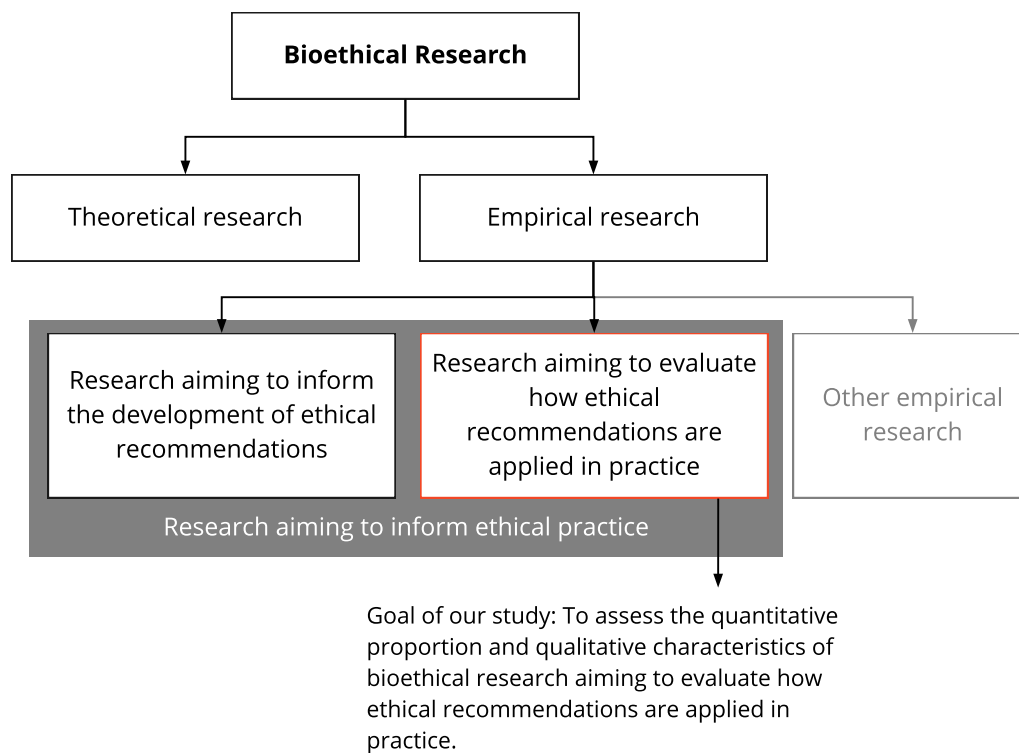 Bioethical Research
Theoretical research
Empirical research
Research aiming to inform
the development of ethical
recommendations
Research aiming to evaluate
how ethical
recommendations are
applied in practice
Other empirical
research
Research aiming to inform ethical practice
Goal of our study: To assess the quantitative
proportion and qualitative characteristics of
bioethical research aiming to evaluate how
ethical recommendations are applied in
practice.